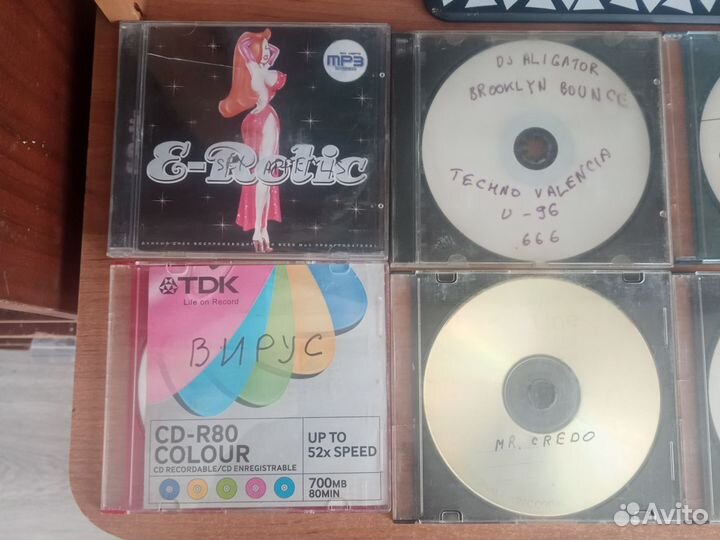 MP3
E-Rotic
DJ ALIGATOR
BROOKLYN BOUNCE
TECHNO VALENCIA
U-96
666
TDK
Life on Record
ВИРУС
CD-R80
COLOUR
CD RECORDABLE/CD ENREGISTRABLE
UP TO
52x SPEED
700MB
80MIN
MR. CREDO
Avito